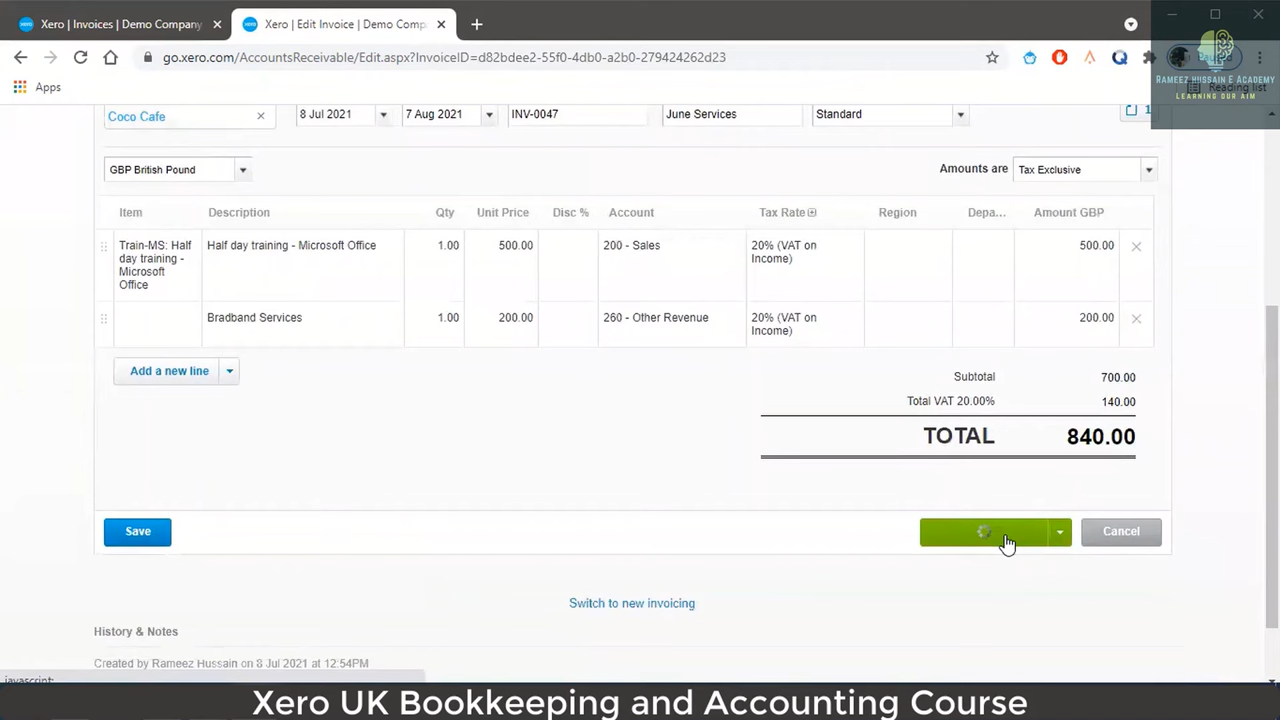 Xero | Invoices | Demo Company
Xero | Edit Invoice | Demo Comp
go.xero.com/AccountsReceivable/Edit.aspx?InvoiceID=d82bdee2-55f0-4db0-a2b0-279424262d23
Paused
Apps
Reading list
RAMEEZ HUSSAIN E ACADEMY
LEARNING OUR AIM
Coco Cafe
8 Jul 2021
7 Aug 2021
INV-0047
June Services
Standard
1
GBP British Pound
Amounts are
Tax Exclusive
Item Description Qty Unit Price Disc % Account Tax Rate Region Depa... Amount GBP
Train-MS: Half day training - Microsoft Office
Half day training - Microsoft Office
1.00
500.00
200 - Sales
20% (VAT on Income)
500.00
Bradband Services
1.00
200.00
260 - Other Revenue
20% (VAT on Income)
200.00
Add a new line
Subtotal 700.00
Total VAT 20.00% 140.00
TOTAL 840.00
Save
Cancel
Switch to new invoicing
History & Notes
Created by Rameez Hussain on 8 Jul 2021 at 12:54PM
javascript:
Xero UK Bookkeeping and Accounting Course